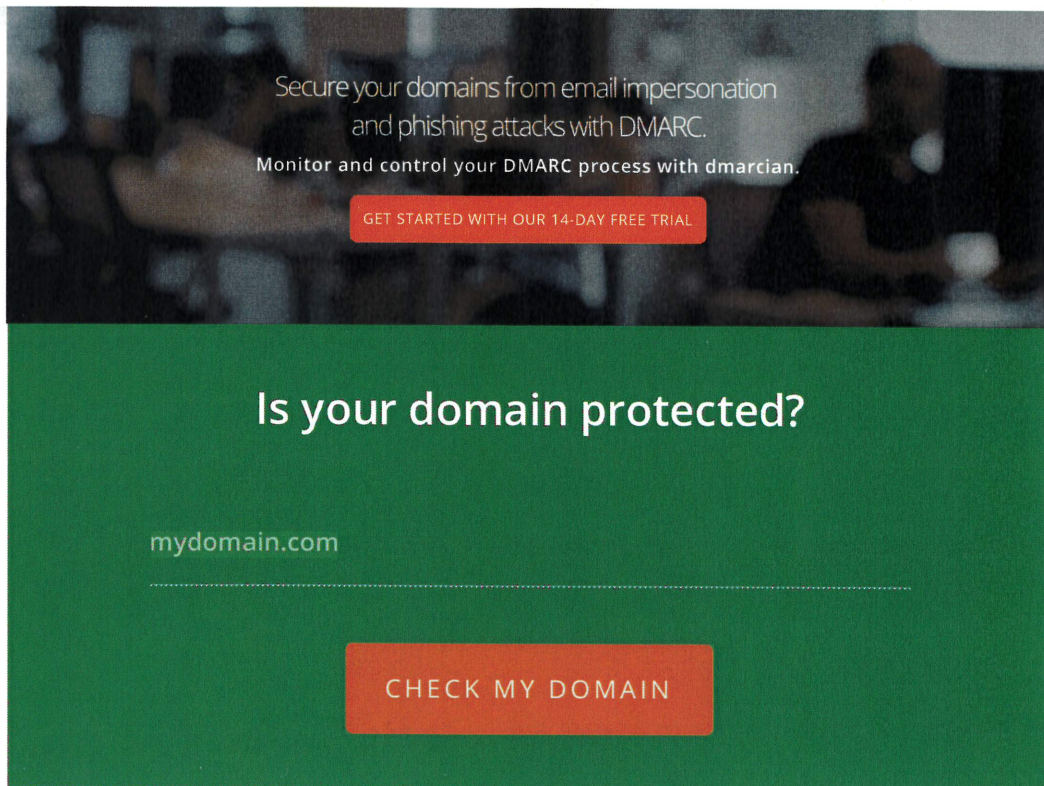 Secure your domains from email impersonation
and phishing attacks with DMARC.
Monitor and control your DMARC process with dmarcian.
GET STARTED WITH OUR 14-DAY FREE TRIAL
Is your domain protected?
mydomain.com
CHECK MY DOMAIN